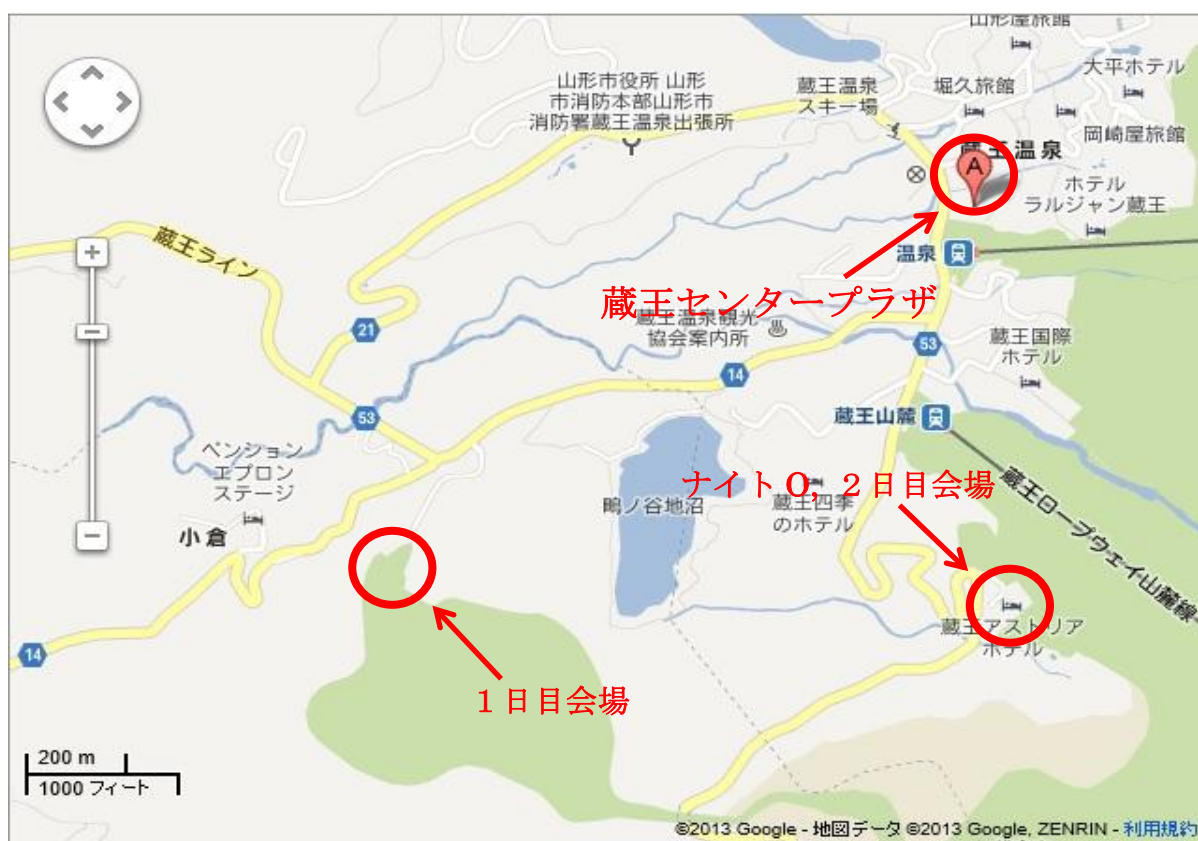 山形屋旅館
大平ホテル
山形市役所 山形
市消防本部山形市
消防署蔵王温泉出張所
蔵王温泉
スキー場
堀久旅館
岡崎屋旅館
蔵王温泉
A
ホテル
ラルジャン蔵王
蔵王ライン
温泉
蔵王センタープラザ
蔵王温泉観光
協会案内所
21
53
蔵王国際
ホテル
14
53
蔵王山麓
ペンション
エプロン
ステージ
ナイトO, 2日目会場
鴫ノ谷地沼
蔵王四季
のホテル
小倉
蔵王ロープウェイ山麓線
蔵王アストリア
ホテル
14
1日目会場
200 m
1000 フィート
©2013 Google - 地図データ ©2013 Google, ZENRIN - 利用規約